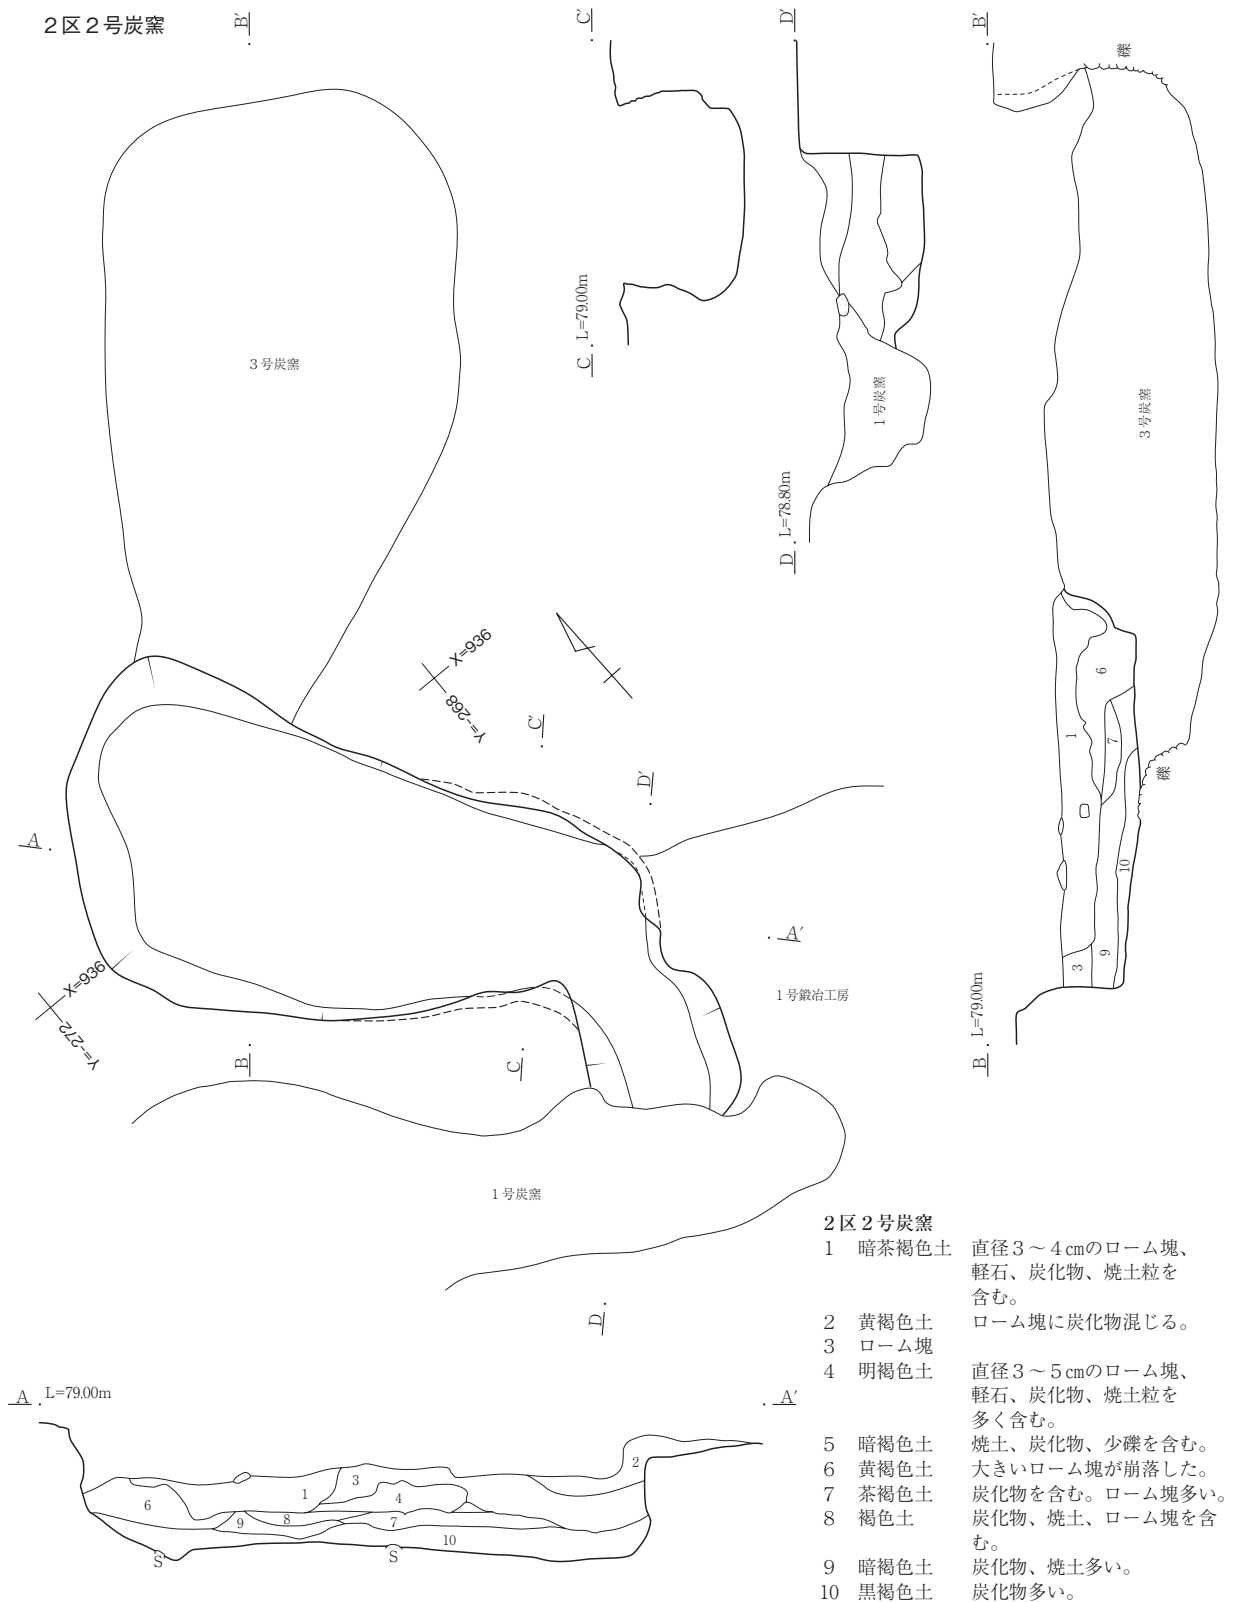 ２区２号炭窯
B′
C′
D′
B′
礫
３号炭窯
C L=79.00m
１号炭窯
D L=78.80m
３号炭窯
X=936
Y=-268
C′
D′
6
1
7
礫
10
9
3
B L=79.00m
A
A′
１号鍛冶工房
X=936
Y=-272
B
C
１号炭窯
D
A L=79.00m
A′
2
3
1
4
6
9
8
7
10
S
S
２区２号炭窯
1 暗茶褐色土 直径３～４㎝のローム塊、
軽石、炭化物、焼土粒を
含む。
2 黄褐色土 ローム塊に炭化物混じる。
3 ローム塊
4 明褐色土 直径３～５㎝のローム塊、
軽石、炭化物、焼土粒を
多く含む。
5 暗褐色土 焼土、炭化物、少礫を含む。
6 黄褐色土 大きいローム塊が崩落した。
7 茶褐色土 炭化物を含む。ローム塊多い。
8 褐色土 炭化物、焼土、ローム塊を含
む。
9 暗褐色土 炭化物、焼土多い。
10 黒褐色土 炭化物多い。